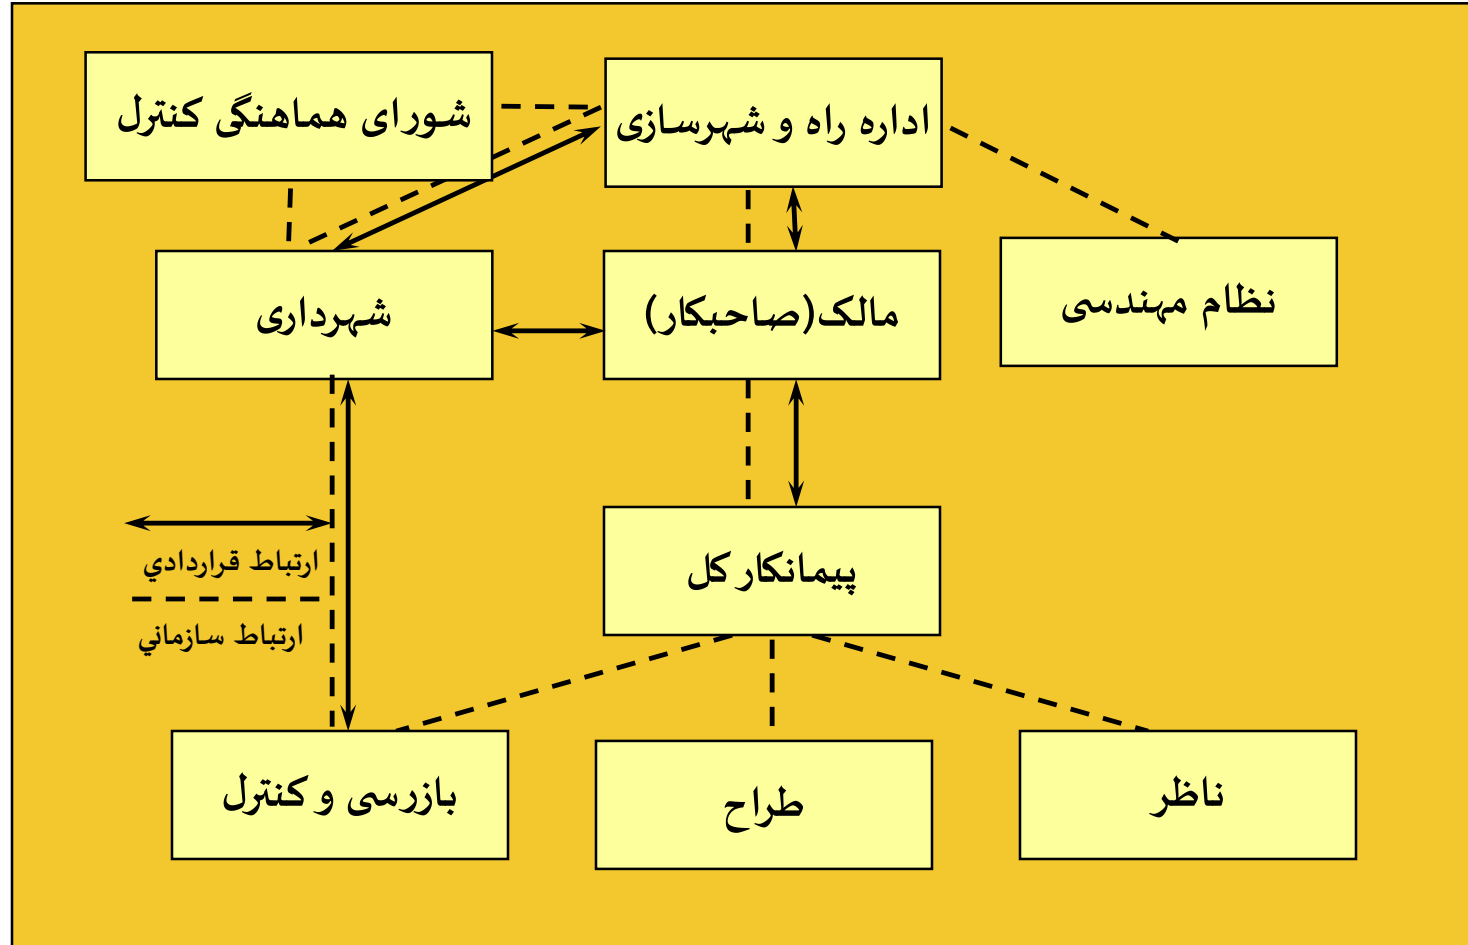 اداره راه و شهرسازی
شورای هماهنگی کنترل
نظام مهندسی
مالک(صاحبکار)
شهرداری
ارتباط قراردادي
ارتباط سازماني
پیمانکار کل
ناظر
طراح
بازرسی و کنترل